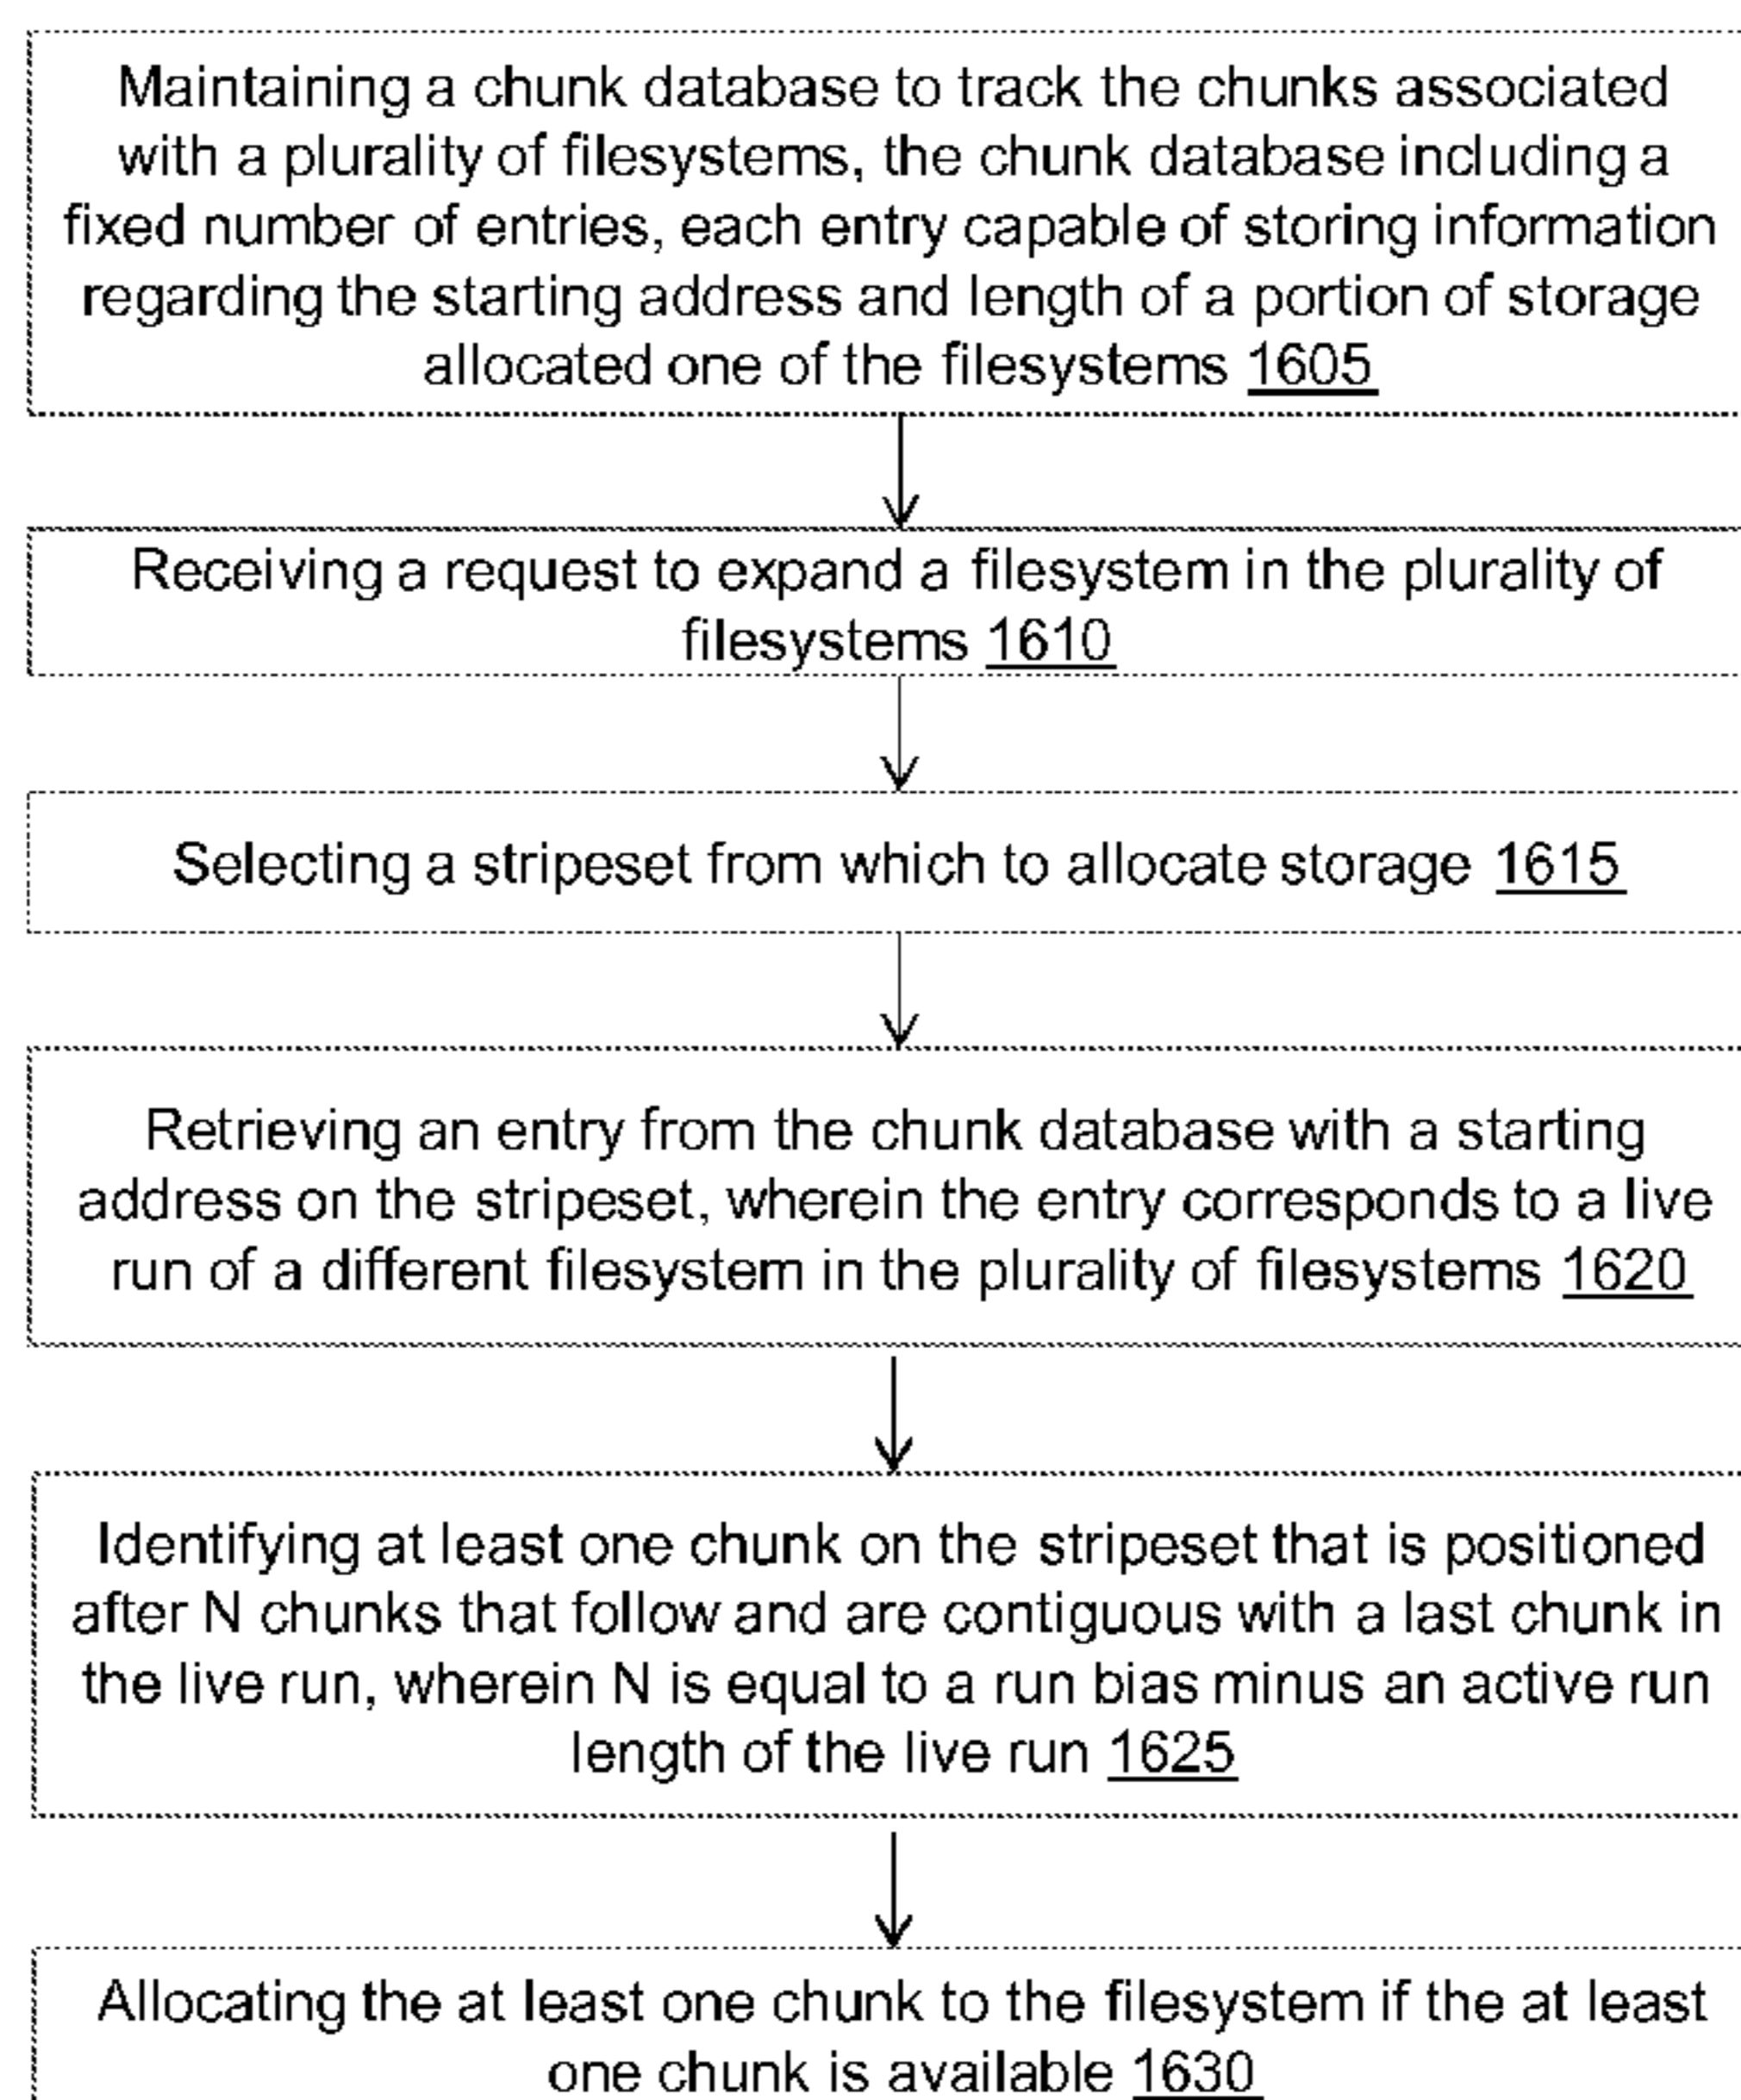 Maintaining a chunk database to track the chunks associated
with a plurality of filesystems, the chunk database including a
fixed number of entries, each entry capable of storing information
regarding the starting address and length of a portion of storage
allocated one of the filesystems 1605
Receiving a request to expand a filesystem in the plurality of
filesystems 1610
Selecting a stripeset from which to allocate storage 1615
Retrieving an entry from the chunk database with a starting
address on the stripeset, wherein the entry corresponds to a live
run of a different filesystem in the plurality of filesystems 1620
Identifying at least one chunk on the stripeset that is positioned
after N chunks that follow and are contiguous with a last chunk in
the live run, wherein N is equal to a run bias minus an active run
length of the live run 1625
Allocating the at least one chunk to the filesystem if the at least
one chunk is available 1630